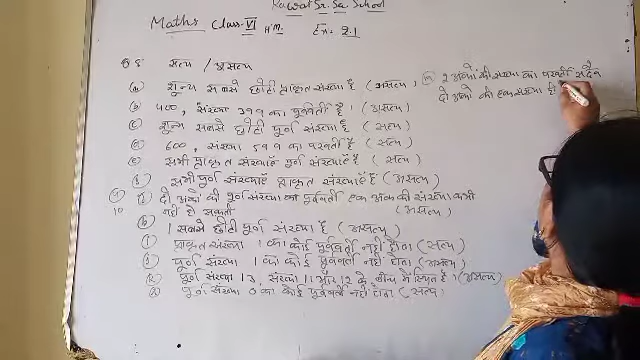 Rawat Sr. Sec School
Maths Class-VI H.M. Ex= 2.1
Q 8 सत्य / असत्य
(a) शून्य सबसे छोटी प्राकृत संख्या है (असत्य)
(b) 400, संख्या 399 का पूर्ववर्ती है। (असत्य)
(c) शून्य सबसे छोटी पूर्ण संख्या है (सत्य)
(d) 600, संख्या 599 का परवर्ती है (सत्य)
(e) सभी प्राकृत संख्याएँ पूर्ण संख्याएँ हैं (सत्य)
(f) सभी पूर्ण संख्याएँ प्राकृत संख्याएँ हैं (असत्य)
दो अंकों की पूर्ण संख्या का पूर्ववर्ती एक अंक की संख्या कभी
10 नहीं हो सकती (असत्य)
(h) 1 सबसे छोटी पूर्ण संख्या है (असत्य)
(i) प्राकृत संख्या 1 का कोई पूर्ववर्ती नहीं होता (सत्य)
(j) पूर्ण संख्या 1 का कोई पूर्ववर्ती नहीं होता (असत्य)
(k) पूर्ण संख्या 13, संख्या 11 और 12 के बीच में स्थित है। (असत्य)
(l) पूर्ण संख्या 0 का कोई पूर्ववर्ती नहीं होता (सत्य)
(m) 2 अंकों की संख्या का परवर्ती सदैव
दो अंकों की एक संख्या ही